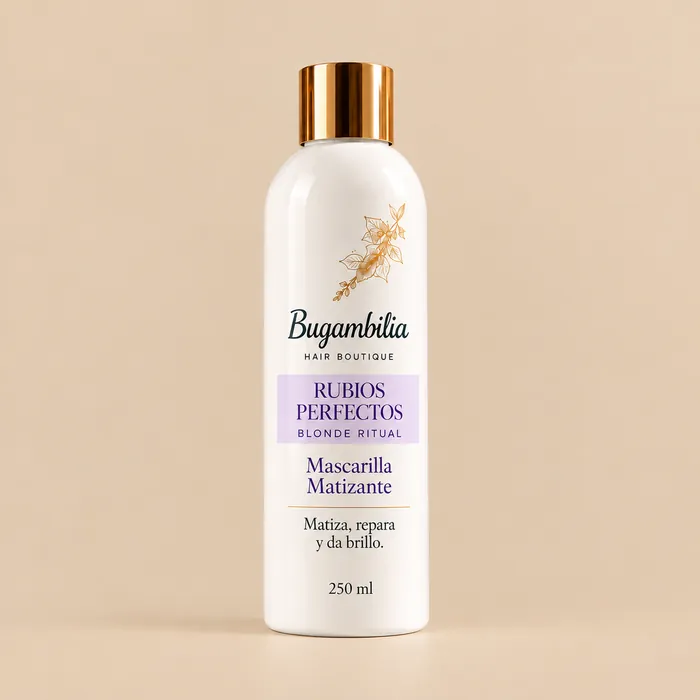 Bugambilia
HAIR BOUTIQUE
RUBIOS
PERFECTOS
BLONDE RITUAL
Mascarilla
Matizante
Matiza, repara
y da brillo.
250 ml